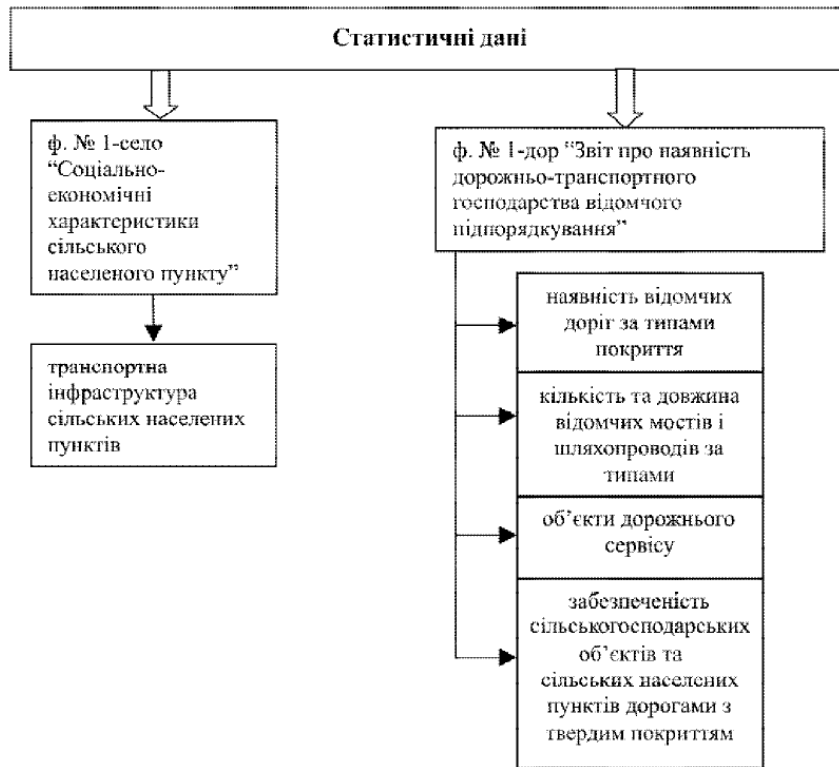 Статистичні дані
ф. № 1-село
“Соціально-
економічні
характеристики
сільського
населеного пункту”
транспортна
інфраструктура
сільських населених
пунктів
ф. № 1-дор “Звіт про наявність
дорожньо-транспортного
господарства відомчого
підпорядкування”
наявність відомчих
доріг за типами
покриття
кількість та довжина
відомчих мостів і
шляхопроводів за
типами
об’єкти дорожнього
сервісу
забезпеченість
сільськогосподарських
об’єктів та
сільських населених
пунктів дорогами з
твердим покриттям